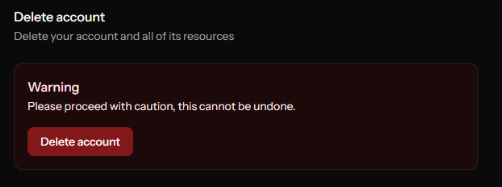 Delete account
Delete your account and all of its resources
Warning
Please proceed with caution, this cannot be undone.
Delete account